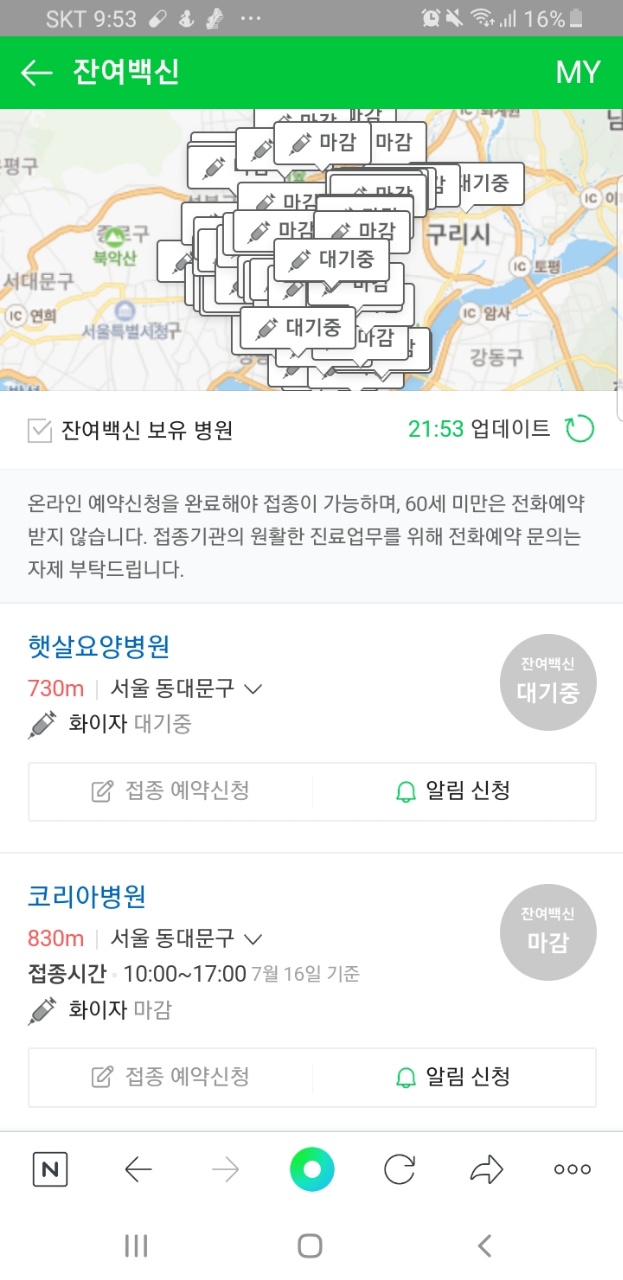 SKT 9:53
16%
잔여백신
MY
마감
마감
마감
대기중
마감
마감
마감
마감
대기중
마감
대기중
마감
구리시
종로구
북악산
서대문구
IC 연희
서울특별시청
IC 토평
IC 암사
강동구
잔여백신 보유 병원
21:53 업데이트
온라인 예약신청을 완료해야 접종이 가능하며, 60세 미만은 전화예약
받지 않습니다. 접종기관의 원활한 진료업무를 위해 전화예약 문의는
자제 부탁드립니다.
햇살요양병원
730m 서울 동대문구
화이자 대기중
잔여백신
대기중
접종 예약신청
알림 신청
코리아병원
830m 서울 동대문구
접종시간 · 10:00~17:00 7월 16일 기준
화이자 마감
잔여백신
마감
접종 예약신청
알림 신청
N